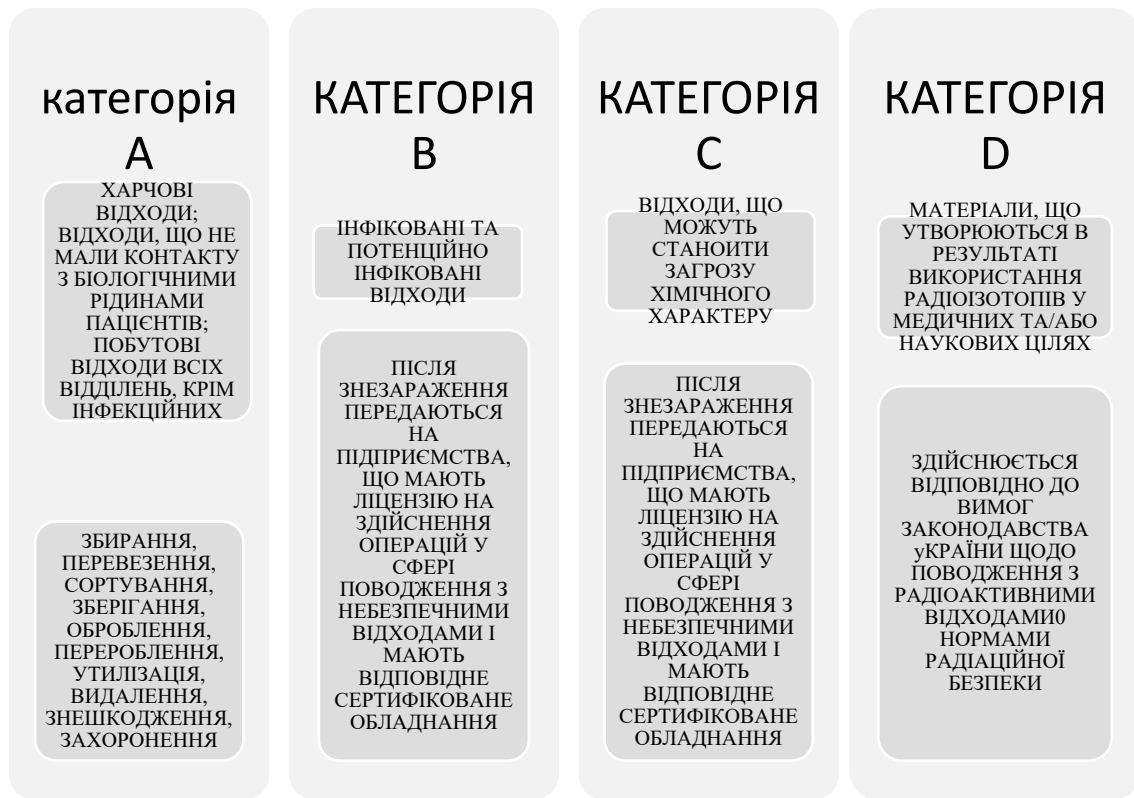 категорія
А
ХАРЧОВІ
ВІДХОДИ;
ВІДХОДИ, ЩО НЕ
МАЛИ КОНТАКТУ
З БІОЛОГІЧНИМИ
РІДИНАМИ
ПАЦІЄНТІВ;
ПОБУТОВІ
ВІДХОДИ ВСІХ
ВІДДІЛЕНЬ, КРІМ
ІНФЕКЦІЙНИХ
ЗБИРАННЯ,
ПЕРЕВЕЗЕННЯ,
СОРТУВАННЯ,
ЗБЕРІГАННЯ,
ОБРОБЛЕННЯ,
ПЕРЕРОБЛЕННЯ,
УТИЛІЗАЦІЯ,
ВИДАЛЕННЯ,
ЗНЕШКОДЖЕННЯ,
ЗАХОРОНЕННЯ
КАТЕГОРІЯ
В
ІНФІКОВАНІ ТА
ПОТЕНЦІЙНО
ІНФІКОВАНІ
ВІДХОДИ
ПІСЛЯ
ЗНЕЗАРАЖЕННЯ
ПЕРЕДАЮТЬСЯ
НА
ПІДПРИЄМСТВА,
ЩО МАЮТЬ
ЛІЦЕНЗІЮ НА
ЗДІЙСНЕННЯ
ОПЕРАЦІЙ У
СФЕРІ
ПОВОДЖЕННЯ З
НЕБЕЗПЕЧНИМИ
ВІДХОДАМИ І
МАЮТЬ
ВІДПОВІДНЕ
СЕРТИФІКОВАНЕ
ОБЛАДНАННЯ
КАТЕГОРІЯ
С
ВІДХОДИ, ЩО
МОЖУТЬ
СТАНОИТИ
ЗАГРОЗУ
ХІМІЧНОГО
ХАРАКТЕРУ
ПІСЛЯ
ЗНЕЗАРАЖЕННЯ
ПЕРЕДАЮТЬСЯ
НА
ПІДПРИЄМСТВА,
ЩО МАЮТЬ
ЛІЦЕНЗІЮ НА
ЗДІЙСНЕННЯ
ОПЕРАЦІЙ У
СФЕРІ
ПОВОДЖЕННЯ З
НЕБЕЗПЕЧНИМИ
ВІДХОДАМИ І
МАЮТЬ
ВІДПОВІДНЕ
СЕРТИФІКОВАНЕ
ОБЛАДНАННЯ
КАТЕГОРІЯ
D
МАТЕРІАЛИ, ЩО
УТВОРЮЮТЬСЯ В
РЕЗУЛЬТАТІ
ВИКОРИСТАННЯ
РАДІОІЗОТОПІВ У
МЕДИЧНИХ ТА/АБО
НАУКОВИХ ЦІЛЯХ
ЗДІЙСНЮЄТЬСЯ
ВІДПОВІДНО ДО
ВИМОГ
ЗАКОНОДАВСТВА
уКРАЇНИ ЩОДО
ПОВОДЖЕННЯ З
РАДІОАКТИВНИМИ
ВІДХОДАМИ0
НОРМАМИ
РАДІАЦІЙНОЇ
БЕЗПЕКИ